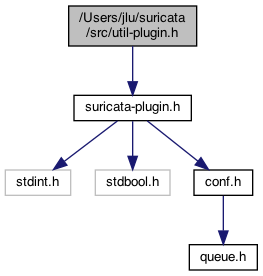 /Users/jlu/suricata
/src/util-plugin.h
suricata-plugin.h
stdint.h
stdbool.h
conf.h
queue.h